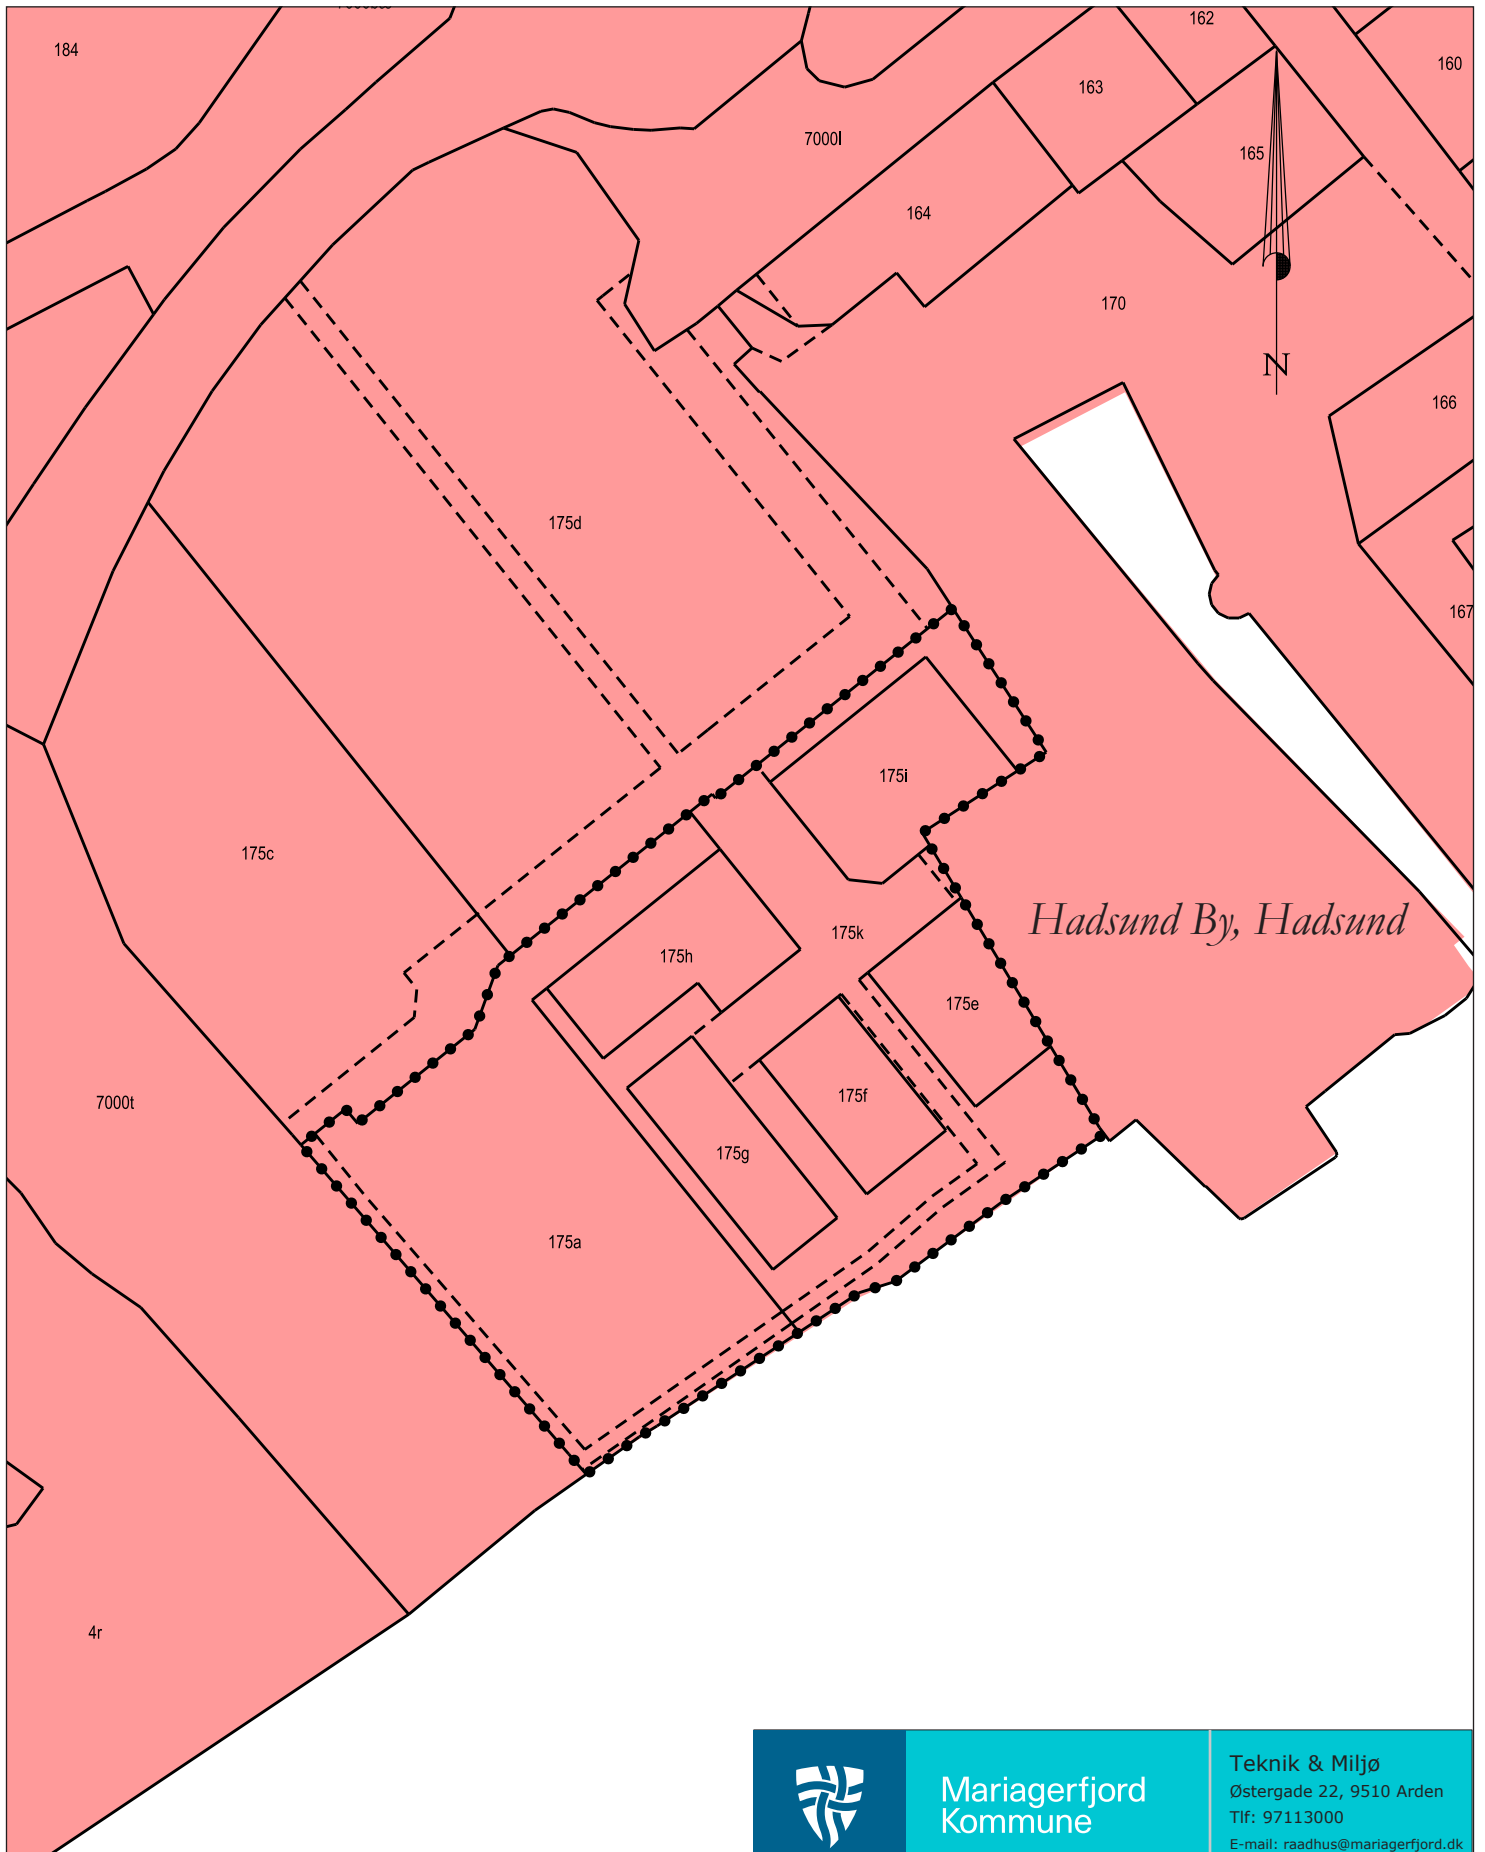 162
184
160
163
7000l
165
164
170
N
166
175d
167
175i
175c
Hadsund By, Hadsund
175k
175h
175e
175f
7000t
175g
175a
4r
Mariagerfjord
Kommune
Teknik & Miljø
Østergade 22, 9510 Arden
Tlf: 97113000
E-mail: raadhus@mariagerfjord.dk